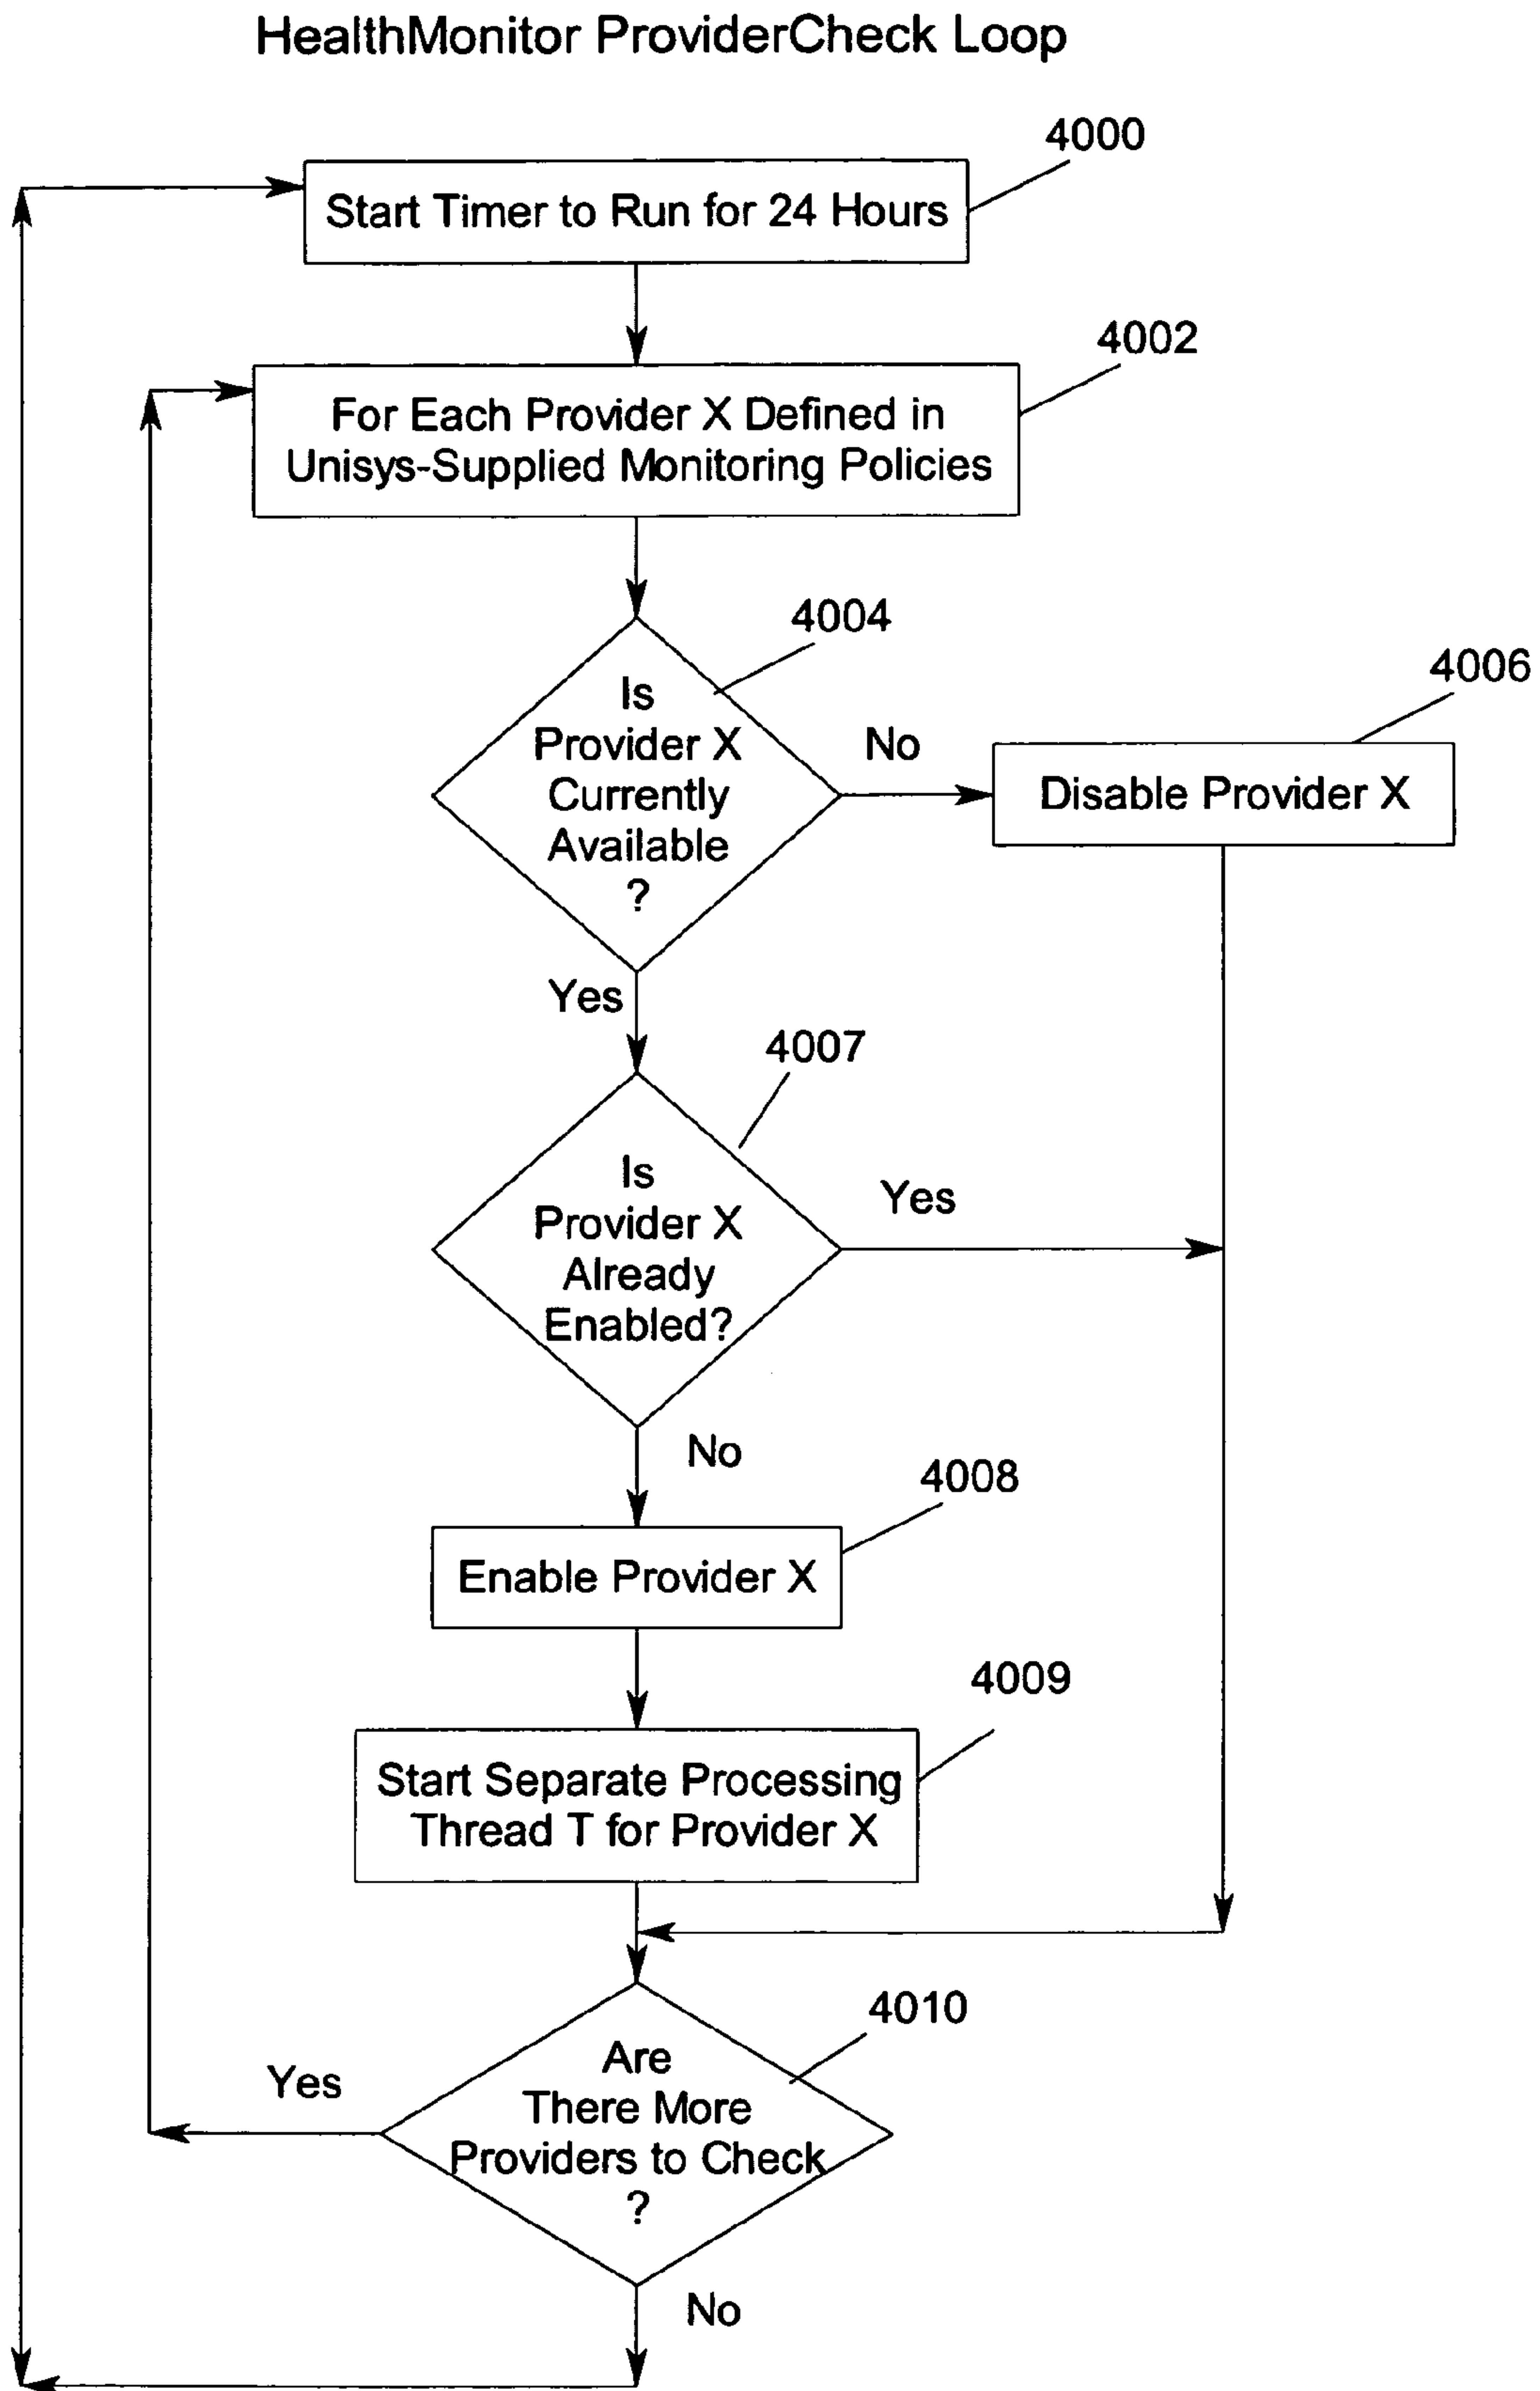 HealthMonitor ProviderCheck Loop
4000
Start Timer to Run for 24 Hours
4002
For Each Provider X Defined in
Unisys-Supplied Monitoring Policies
4004
Is
Provider X
Currently
Available
?
No
4006
Disable Provider X
Yes
4007
Is
Provider X
Already
Enabled?
Yes
No
4008
Enable Provider X
4009
Start Separate Processing
Thread T for Provider X
4010
Are
There More
Providers to Check
?
Yes
No